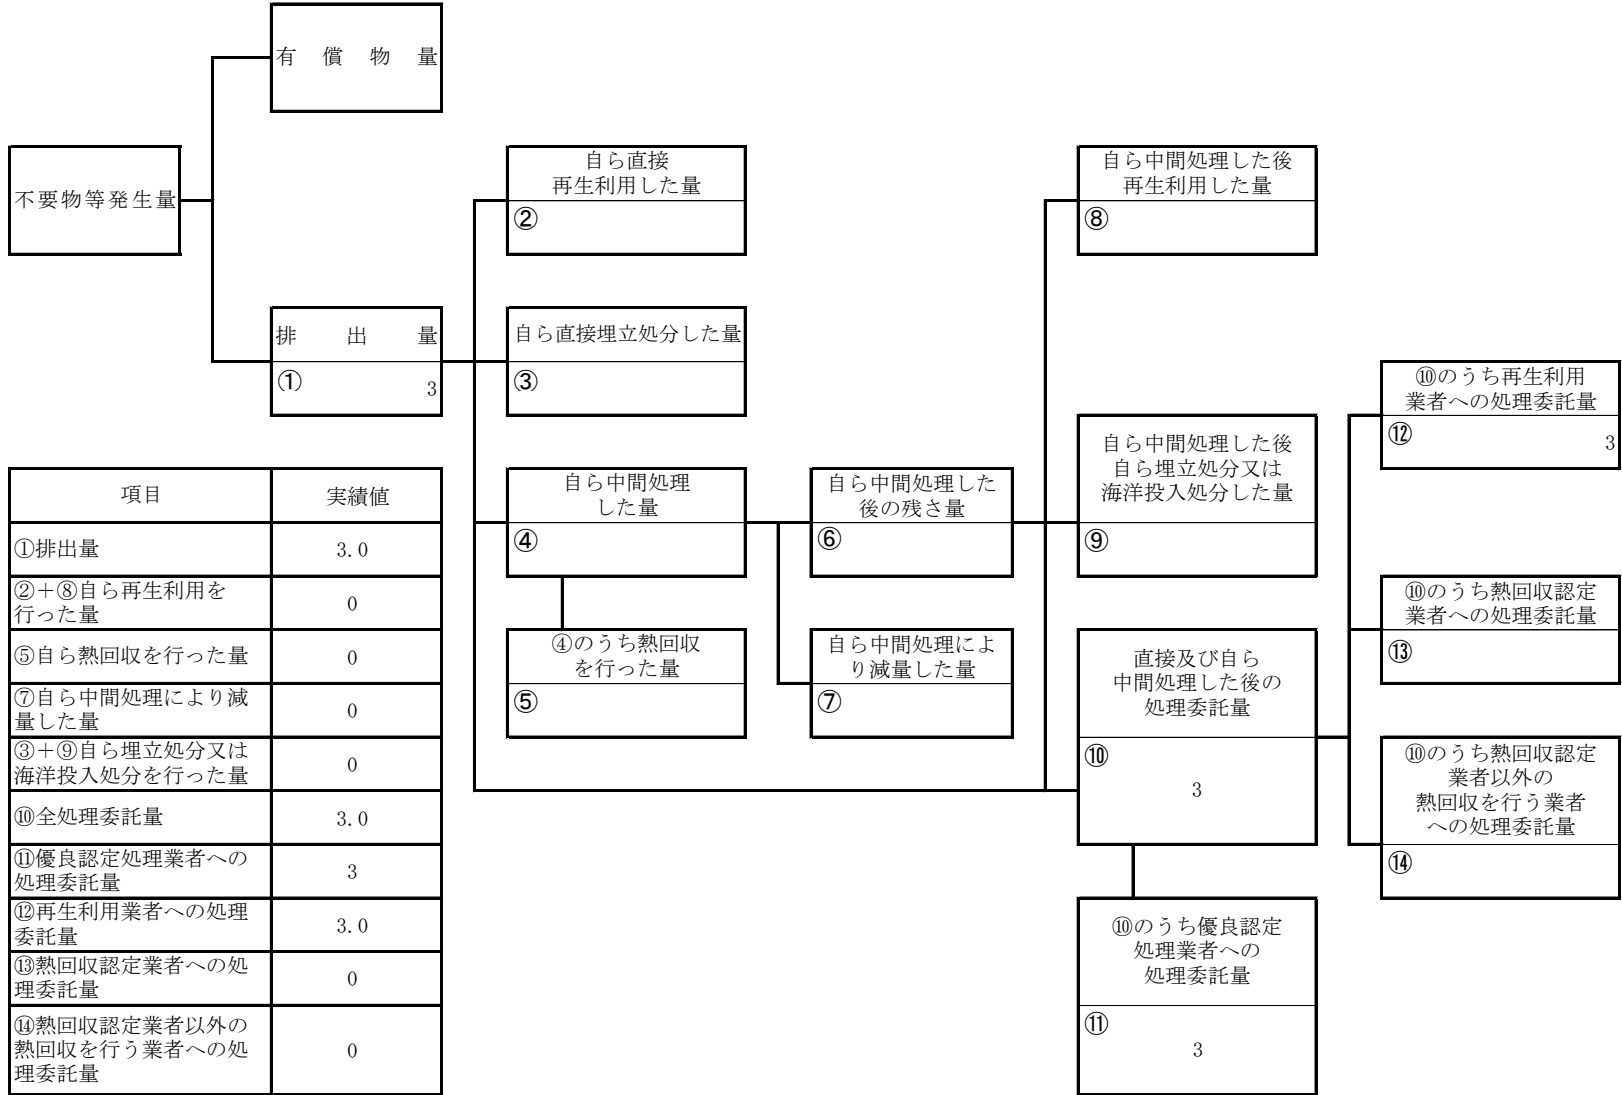 有償物量
不要物等発生量
排出量
① 3
自ら直接
再生利用した量
②
自ら直接埋立処分した量
③
自ら中間処理
した量
④
④のうち熱回収
を行った量
⑤
自ら中間処理した
後の残さ量
⑥
自ら中間処理によ
り減量した量
⑦
自ら中間処理した後
再生利用した量
⑧
自ら中間処理した後
自ら埋立処分又は
海洋投入処分した量
⑨
直接及び自ら
中間処理した後の
処理委託量
⑩
3
⑩のうち優良認定
処理業者への
処理委託量
⑪
3
⑩のうち再生利用
業者への処理委託量
⑫ 3
⑩のうち熱回収認定
業者への処理委託量
⑬
⑩のうち熱回収認定
業者以外の
熱回収を行う業者
への処理委託量
⑭
項目 実績値
①排出量 3.0
②＋⑧自ら再生利用を
行った量 0
⑤自ら熱回収を行った量 0
⑦自ら中間処理により減
量した量 0
③＋⑨自ら埋立処分又は
海洋投入処分を行った量 0
⑩全処理委託量 3.0
⑪優良認定処理業者への
処理委託量 3
⑫再生利用業者への処理
委託量 3.0
⑬熱回収認定業者への処
理委託量 0
⑭熱回収認定業者以外の
熱回収を行う業者への処 0
理委託量